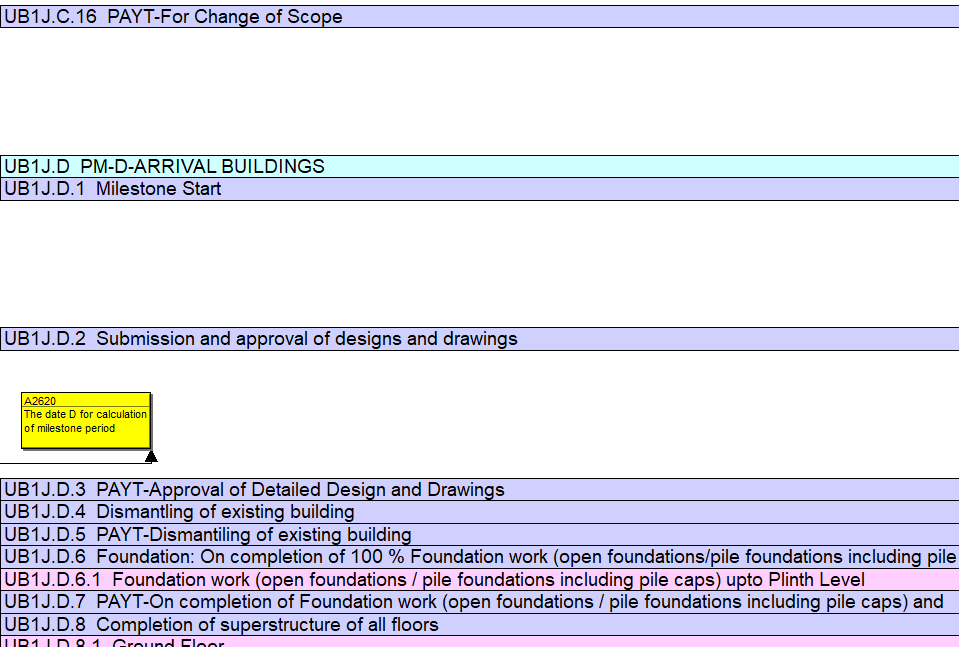 UB1J.C.16 PAYT-For Change of Scope
UB1J.D PM-D-ARRIVAL BUILDINGS
UB1J.D.1 Milestone Start
UB1J.D.2 Submission and approval of designs and drawings
A2620
The date D for calculation
of milestone period
UB1J.D.3 PAYT-Approval of Detailed Design and Drawings
UB1J.D.4 Dismantling of existing building
UB1J.D.5 PAYT-Dismantiling of existing building
UB1J.D.6 Foundation: On completion of 100 % Foundation work (open foundations/pile foundations including pile
UB1J.D.6.1 Foundation work (open foundations / pile foundations including pile caps) upto Plinth Level
UB1J.D.7 PAYT-On completion of Foundation work (open foundations / pile foundations including pile caps) and
UB1J.D.8 Completion of superstructure of all floors
UB1J.D.8.1 Ground Floor